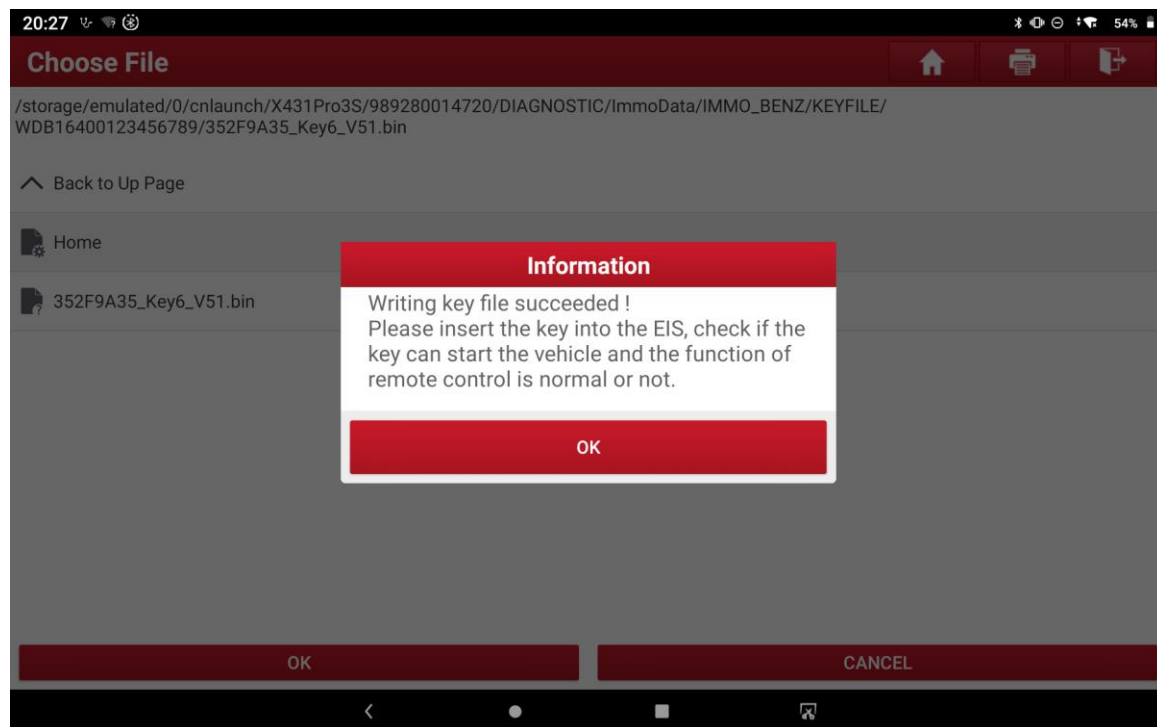 20:27
54%
Choose File
/storage/emulated/0/cnlaunch/X431Pro3S/989280014720/DIAGNOSTIC/ImmoData/IMMO_BENZ/KEYFILE/
WDB16400123456789/352F9A35_Key6_V51.bin
Back to Up Page
Home
352F9A35_Key6_V51.bin
Information
Writing key file succeeded !
Please insert the key into the EIS, check if the
key can start the vehicle and the function of
remote control is normal or not.
OK
OK
CANCEL